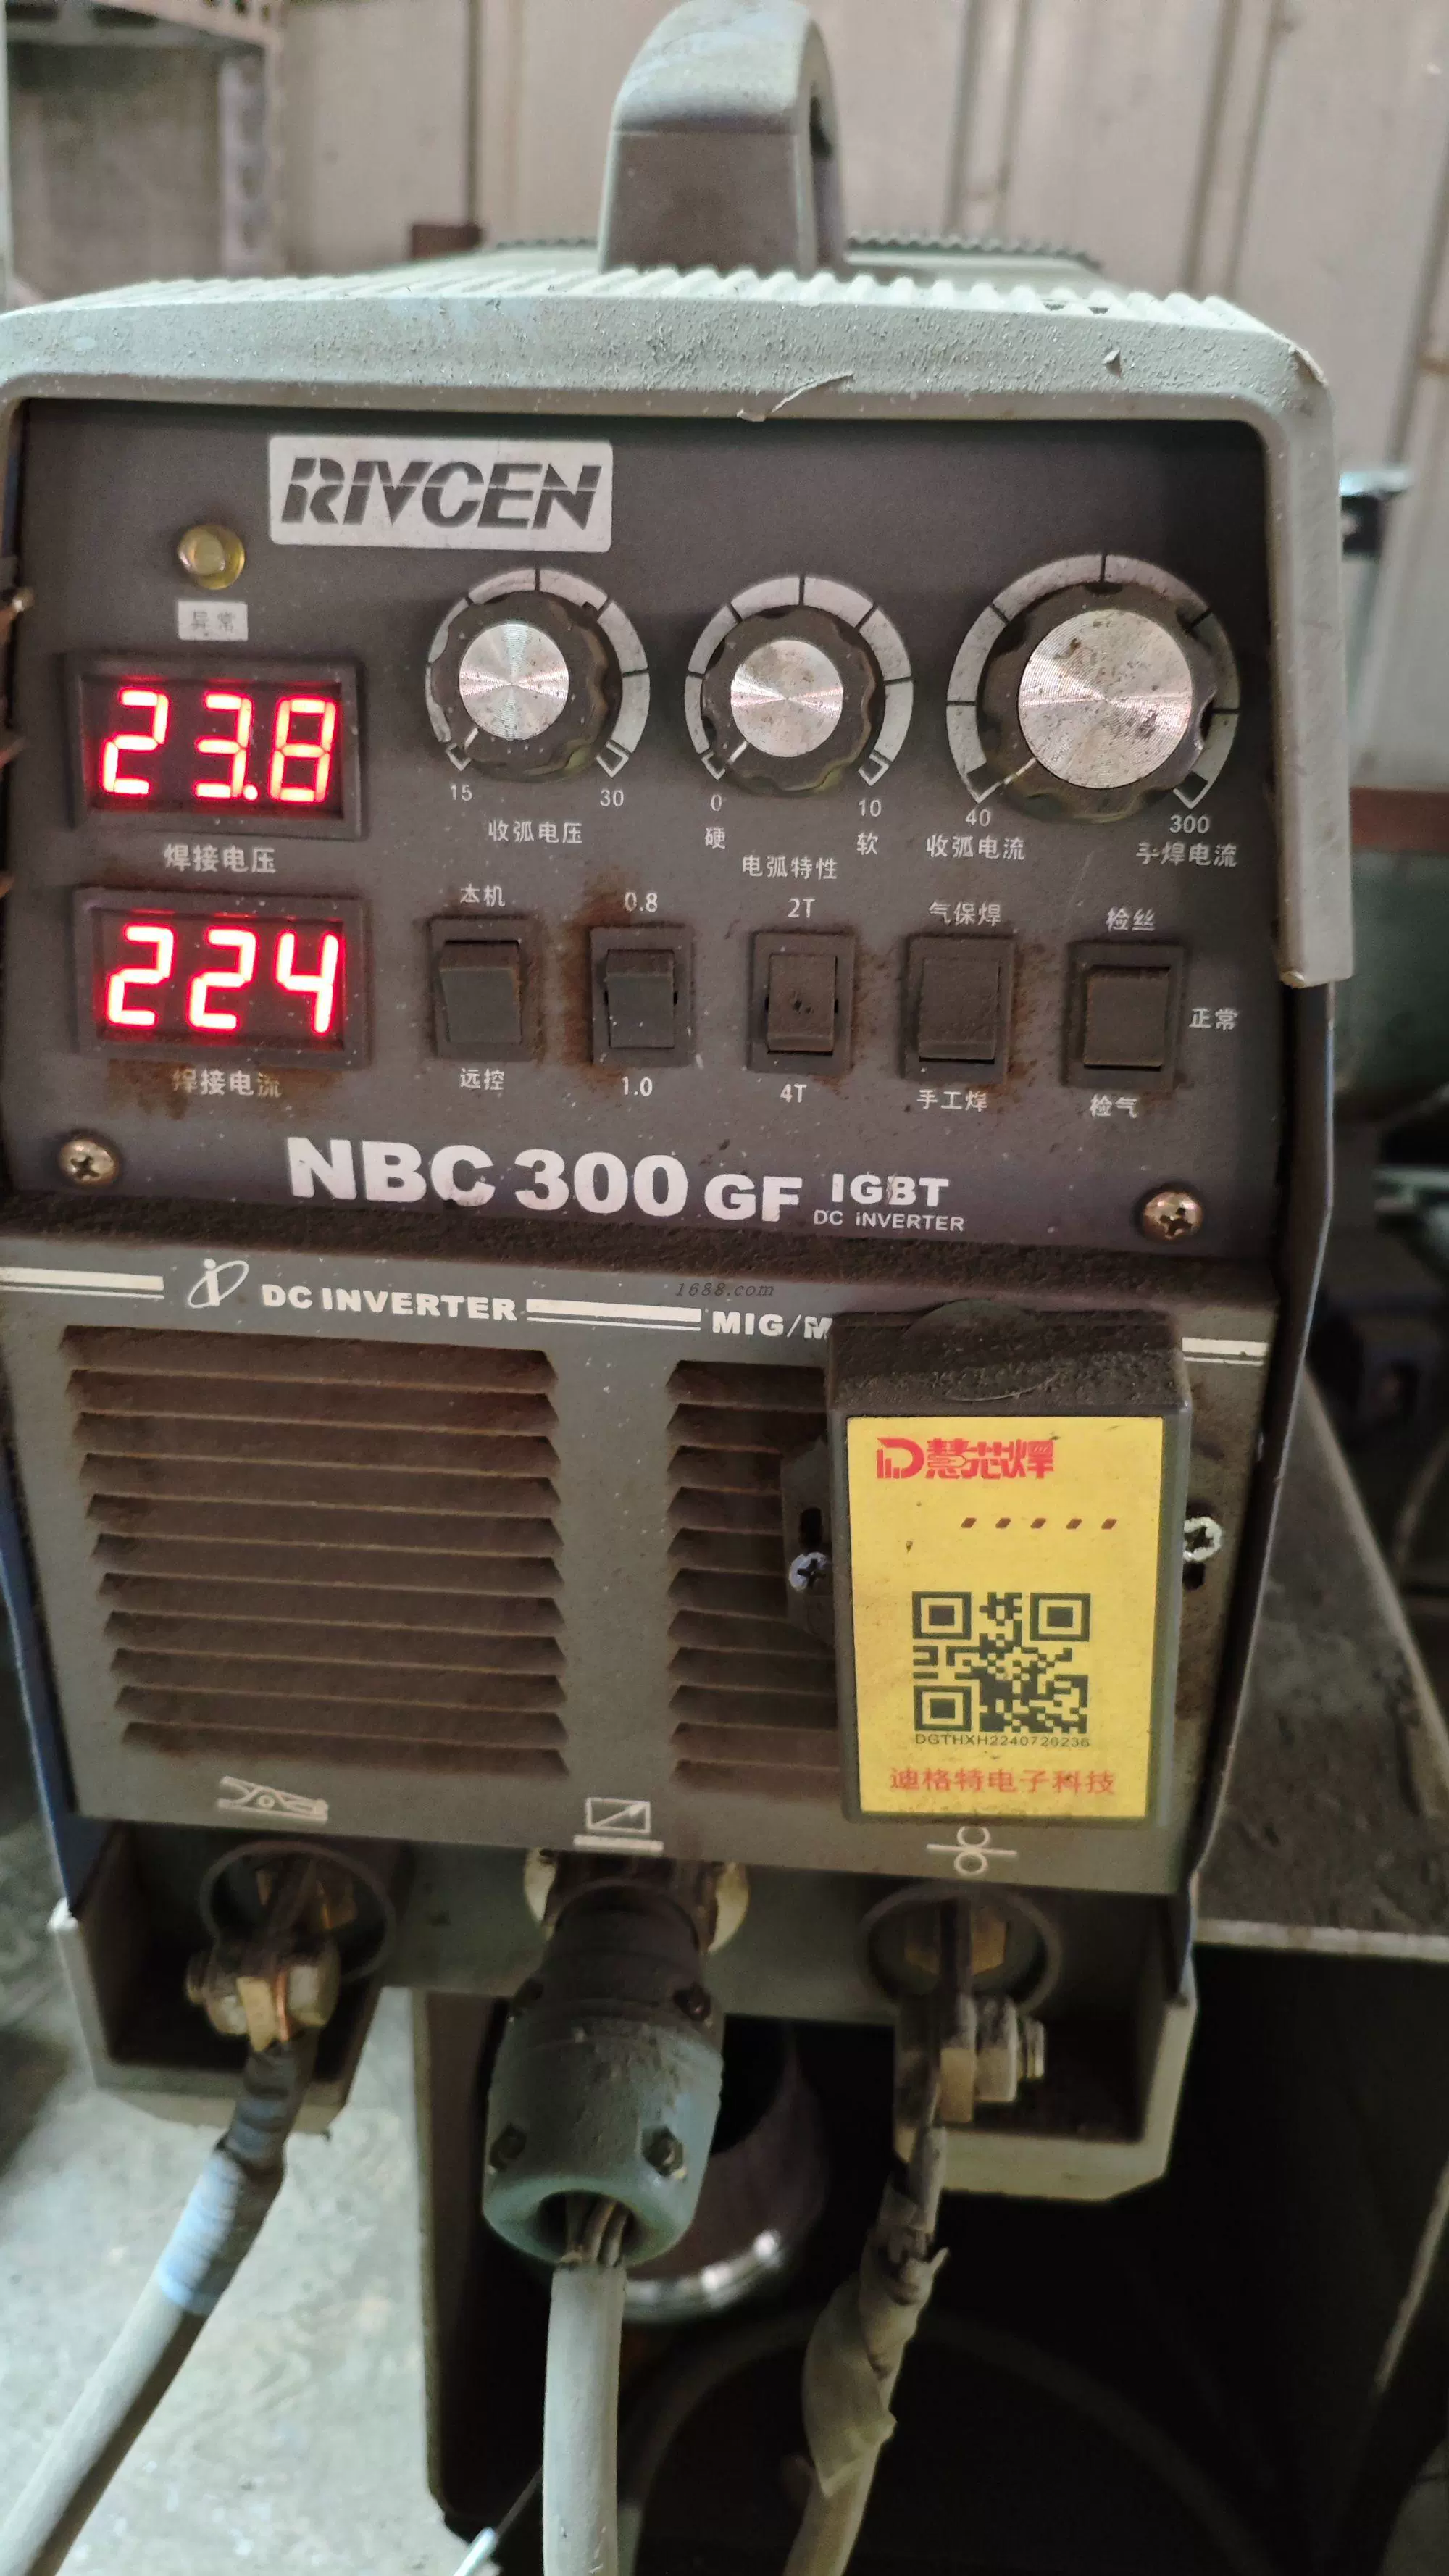 RIVCEN
异常
23.8
焊接电压
15
30
收弧电压
0
10
硬
软
电弧特性
40
300
收弧电流
手焊电流
224
焊接电流
本机
远控
0.8
1.0
2T
4T
气保焊
手工焊
检丝
正常
检气
NBC 300 GF IGBT
DC INVERTER
DC INVERTER
MIG/M
1688.com
慧芯焊
DGTHXH2240726236
迪格特电子科技